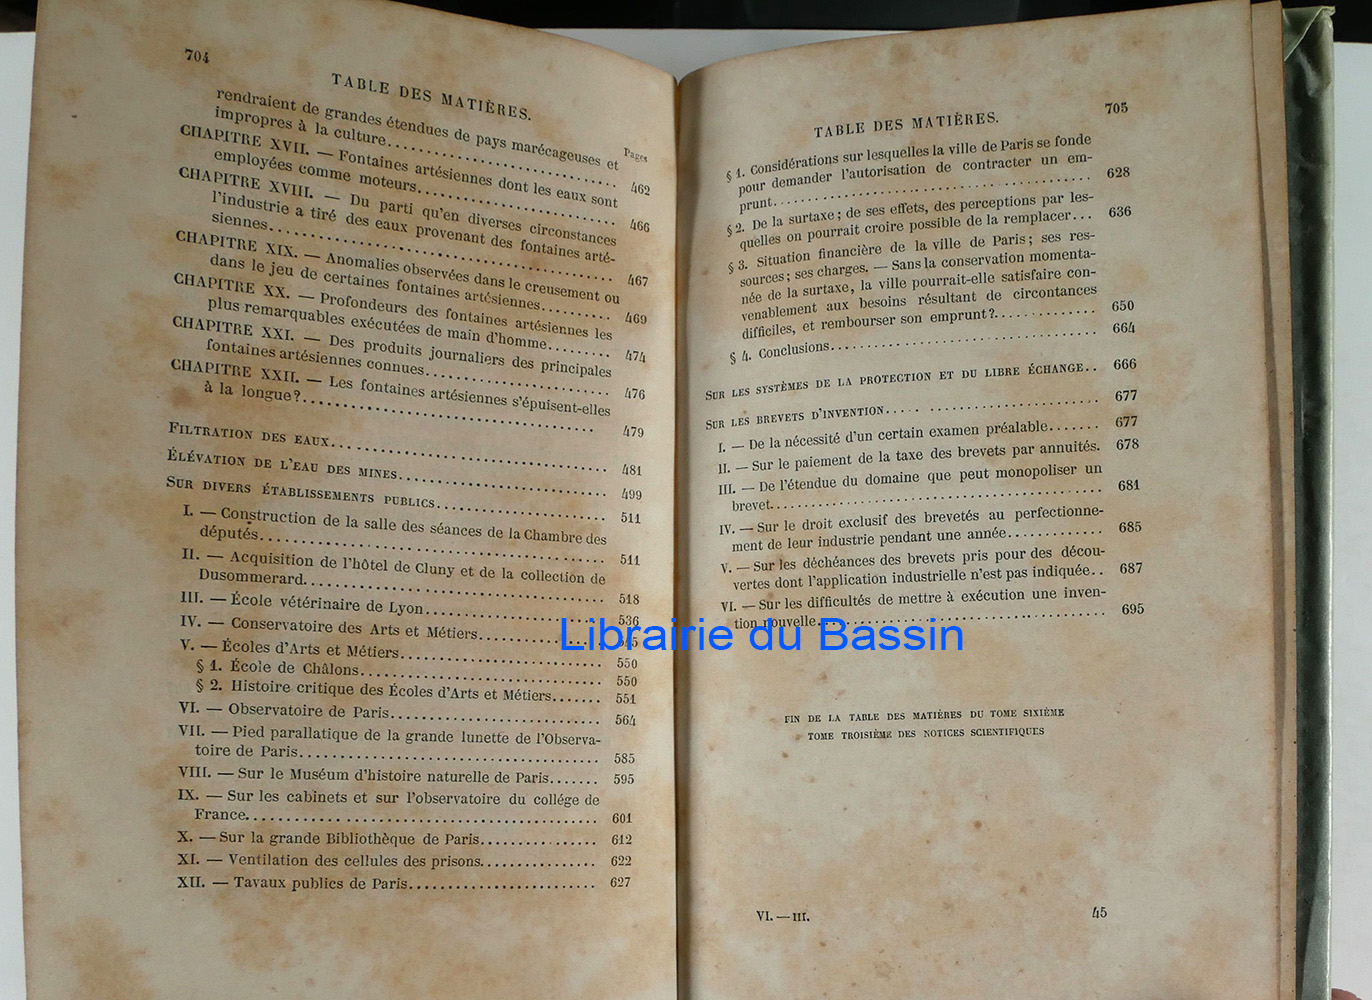 704
TABLE DES MATIÈRES.
Pages
rendraient de grandes étendues de pays marécageuses et
impropres à la culture........................ 462
CHAPITRE XVII. — Fontaines artésiennes dont les eaux sont
employées comme moteurs........................ 466
CHAPITRE XVIII. — Du parti qu'en diverses circonstances
l'industrie a tiré des eaux provenant des fontaines arté-
siennes........................ 467
CHAPITRE XIX. — Anomalies observées dans le creusement ou
dans le jeu de certaines fontaines artésiennes.......... 469
CHAPITRE XX. — Profondeurs des fontaines artésiennes les
plus remarquables exécutées de main d'homme......... 474
CHAPITRE XXI. — Des produits journaliers des principales
fontaines artésiennes connues........................ 476
CHAPITRE XXII. — Les fontaines artésiennes s'épuisent-elles
à la longue?........................ 479
FILTRATION DES EAUX........................ 481
ÉLÉVATION DE L'EAU DES MINES........................ 499
SUR DIVERS ÉTABLISSEMENTS PUBLICS........................ 511
I. — Construction de la salle des séances de la Chambre des
députés........................ 511
II. — Acquisition de l'hôtel de Cluny et de la collection de
Dusommerard........................ 518
III. — École vétérinaire de Lyon........................ 536
IV. — Conservatoire des Arts et Métiers................
V. — Écoles d'Arts et Métiers........................ 550
§ 1. École de Châlons........................ 550
§ 2. Histoire critique des Écoles d'Arts et Métiers....... 551
VI. — Observatoire de Paris........................ 564
VII. — Pied parallatique de la grande lunette de l'Observa-
toire de Paris........................ 585
VIII. — Sur le Muséum d'histoire naturelle de Paris....... 595
IX. — Sur les cabinets et sur l'observatoire du collége de
France........................ 601
X. — Sur la grande Bibliothèque de Paris................ 612
XI. — Ventilation des cellules des prisons................ 622
XII. — Tavaux publics de Paris........................ 627
TABLE DES MATIÈRES.
705
§ 1. Considérations sur lesquelles la ville de Paris se fonde
pour demander l'autorisation de contracter un em-
prunt........................ 628
§ 2. De la surtaxe; de ses effets, des perceptions par les-
quelles on pourrait croire possible de la remplacer... 636
§ 3. Situation financière de la ville de Paris; ses res-
sources; ses charges. — Sans la conservation momenta-
née de la surtaxe, la ville pourrait-elle satisfaire con-
venablement aux besoins résultant de circontances
difficiles, et rembourser son emprunt?............. 650
§ 4. Conclusions........................ 664
SUR LES SYSTÈMES DE LA PROTECTION ET DU LIBRE ÉCHANGE.. 666
SUR LES BREVETS D'INVENTION........................ 677
I. — De la nécessité d'un certain examen préalable....... 677
II. — Sur le paiement de la taxe des brevets par annuités. 678
III. — De l'étendue du domaine que peut monopoliser un
brevet........................ 681
IV. — Sur le droit exclusif des brevetés au perfectionne-
ment de leur industrie pendant une année............ 685
V. — Sur les déchéances des brevets pris pour des décou-
vertes dont l'application industrielle n'est pas indiquée.. 687
VI. — Sur les difficultés de mettre à exécution une inven-
tion nouvelle........................ 695
Librairie du Bassin
FIN DE LA TABLE DES MATIÈRES DU TOME SIXIÈME
TOME TROISIÈME DES NOTICES SCIENTIFIQUES
VI. — III. 45